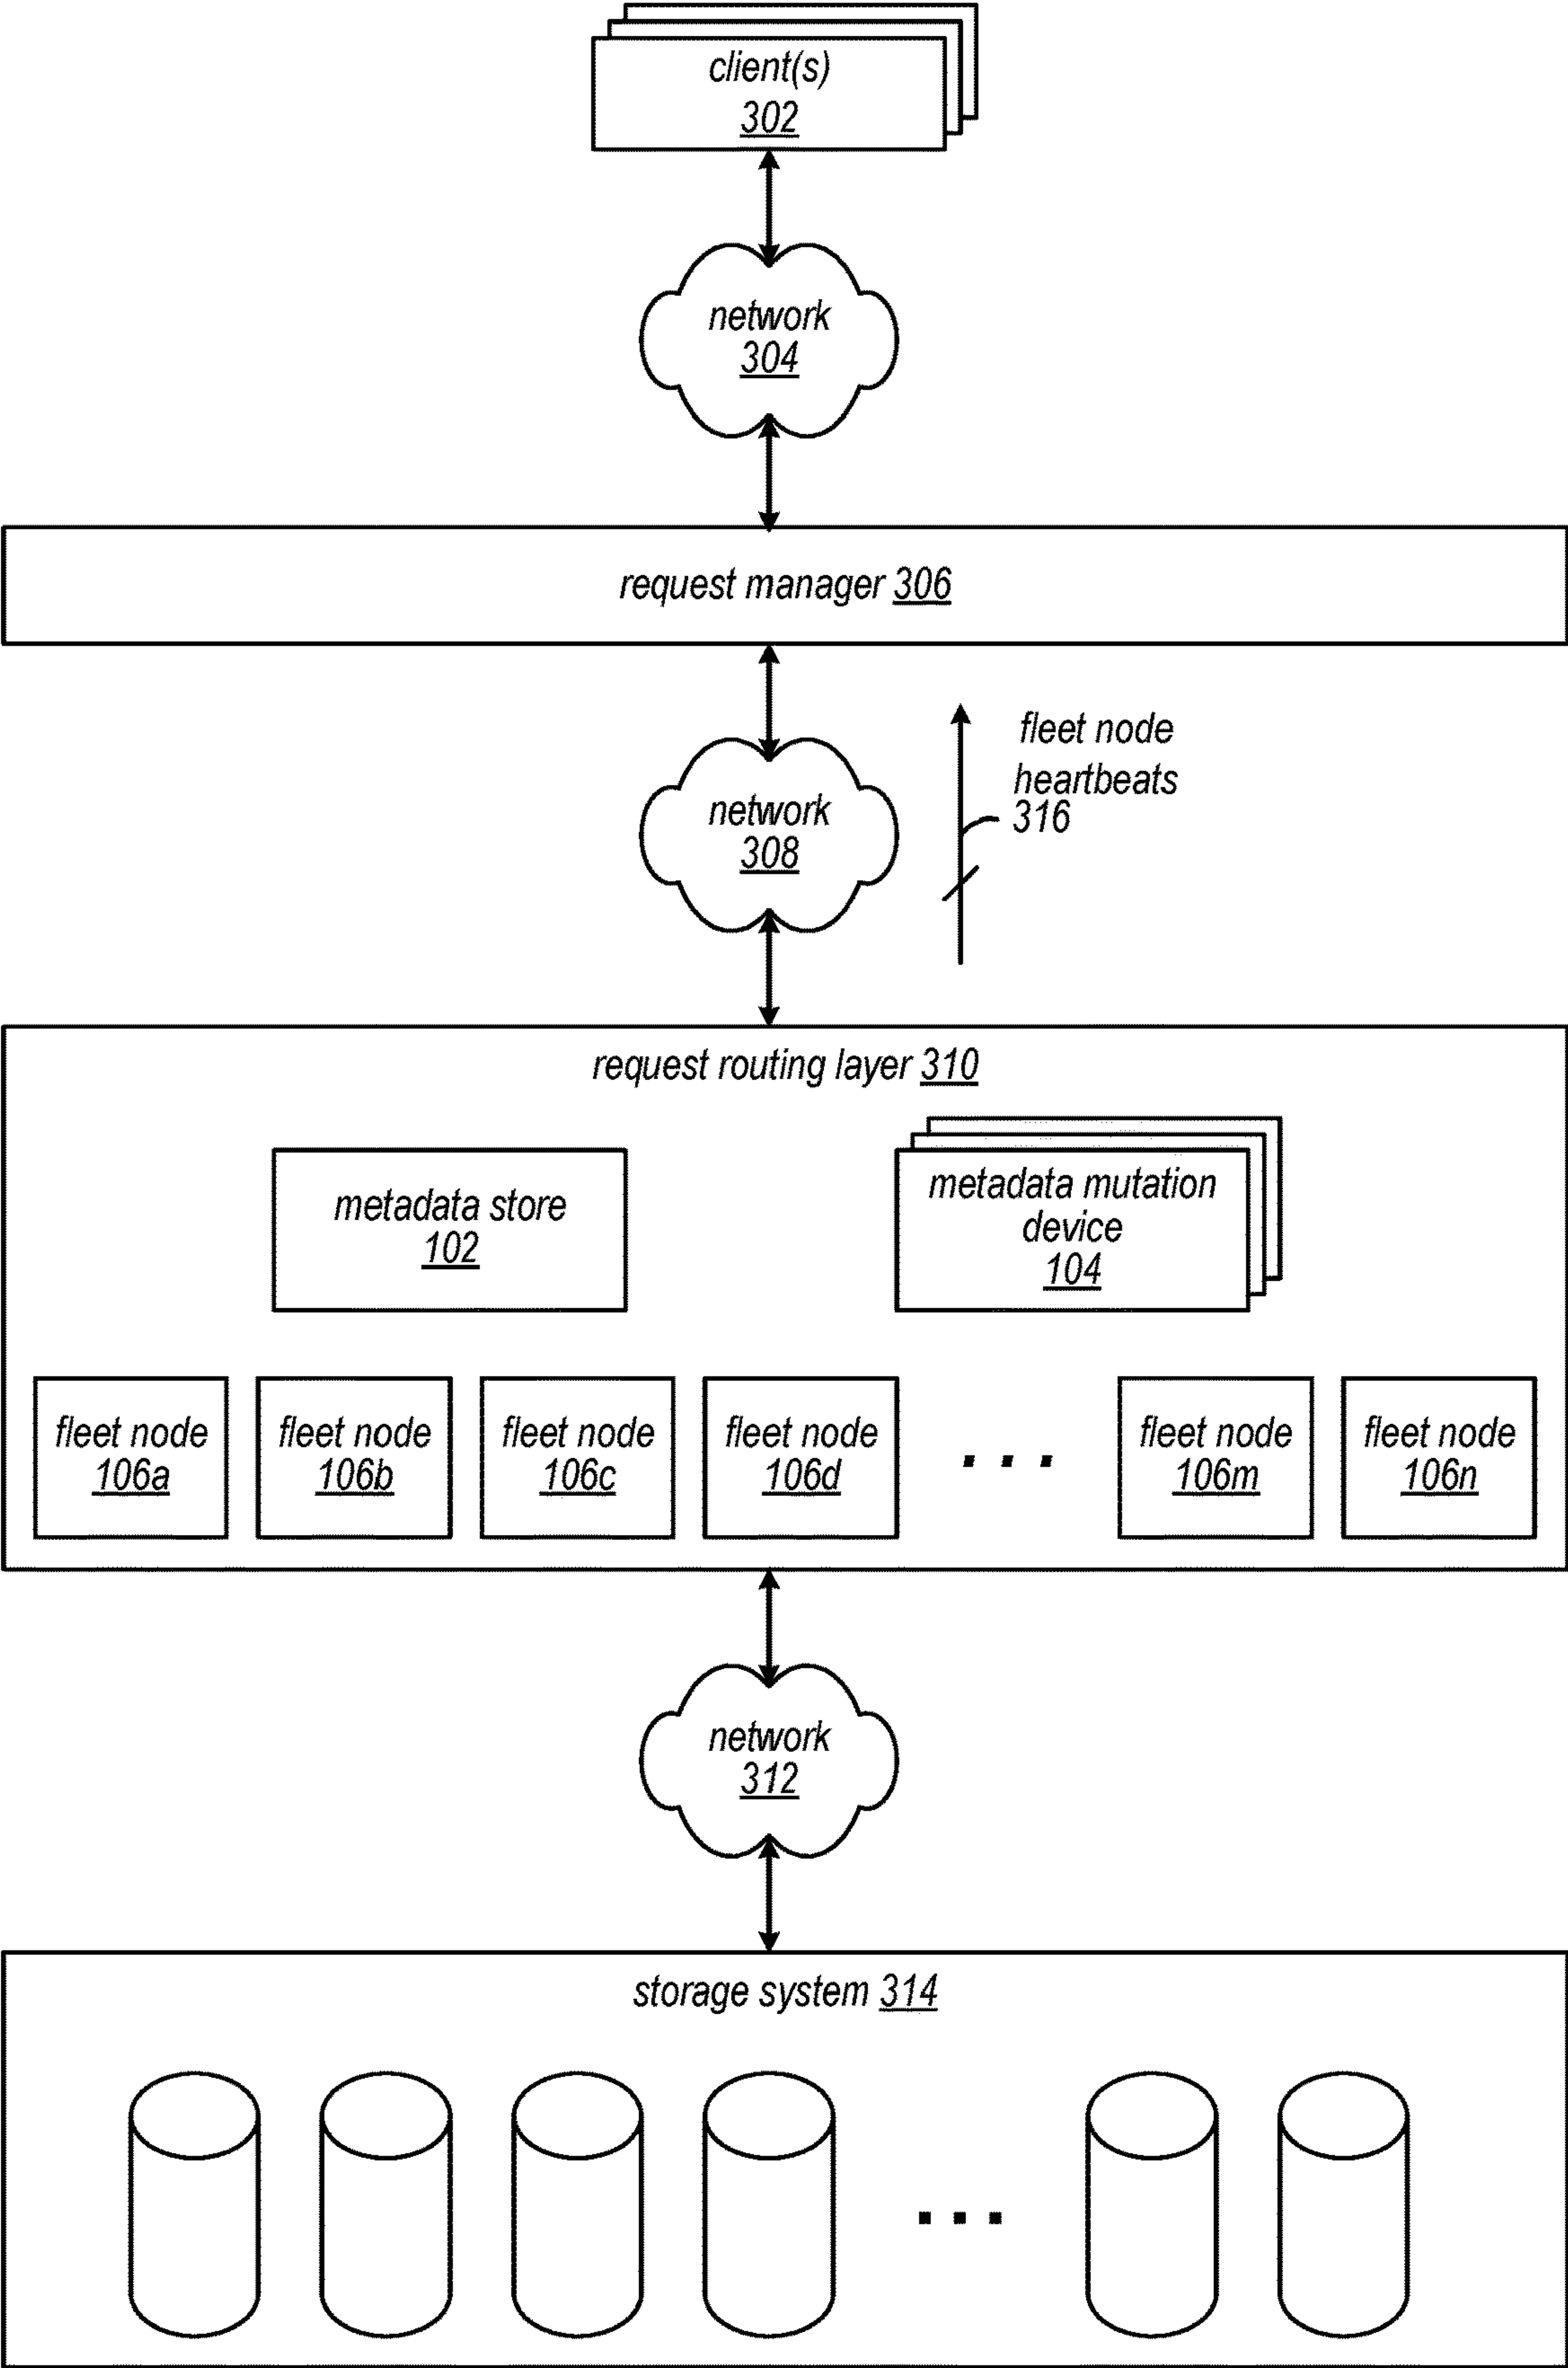 client(s)
302
network
304
request manager 306
fleet node
heartbeats
316
network
308
request routing layer 310
metadata store
102
metadata mutation
device
104
fleet node
106a
fleet node
106b
fleet node
106c
fleet node
106d
. . .
fleet node
106m
fleet node
106n
network
312
storage system 314
. . .